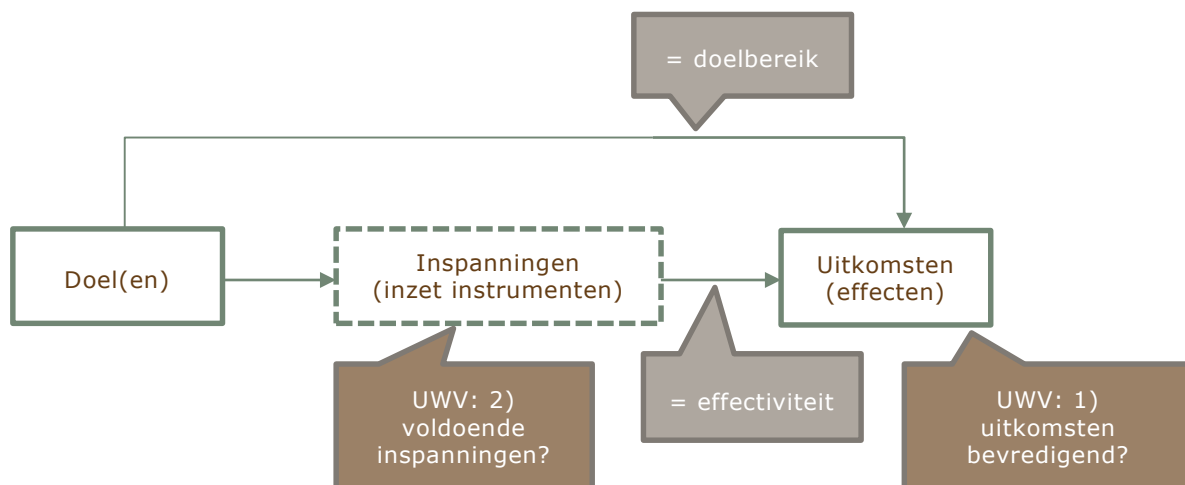 = doelbereik
Doel(en)
Inspanningen
(inzet instrumenten)
Uitkomsten
(effecten)
UWV: 2)
voldoende
inspanningen?
= effectiviteit
UWV: 1)
uitkomsten
bevredigend?